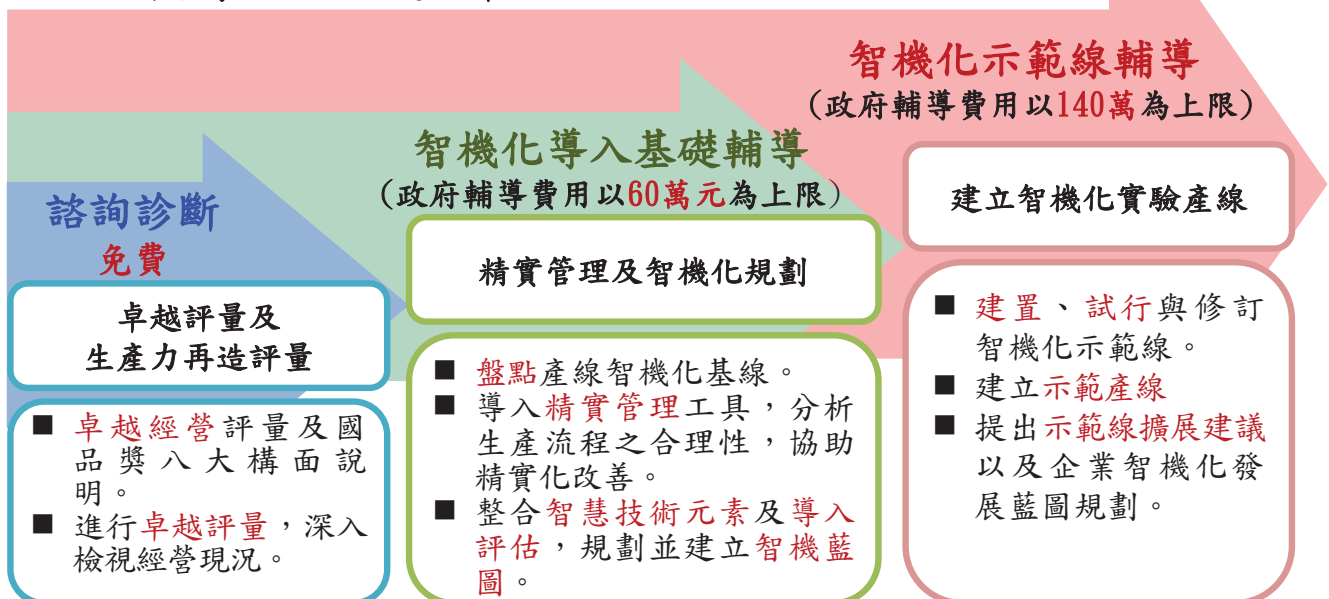 諮詢診斷
免費
卓越評量及
生產力再造評量
■ 卓越經營評量及國
品獎八大構面說
明。
■ 進行卓越評量，深入
檢視經營現況。
智機化導入基礎輔導
(政府輔導費用以60萬元為上限)
精實管理及智機化規劃
■ 盤點產線智機化基線。
■ 導入精實管理工具，分析
生產流程之合理性，協助
精實化改善。
■ 整合智慧技術元素及導入
評估，規劃並建立智機藍
圖。
智機化示範線輔導
(政府輔導費用以140萬為上限)
建立智機化實驗產線
■ 建置、試行與修訂
智機化示範線。
■ 建立示範產線
■ 提出示範線擴展建議
以及企業智機化發
展藍圖規劃。